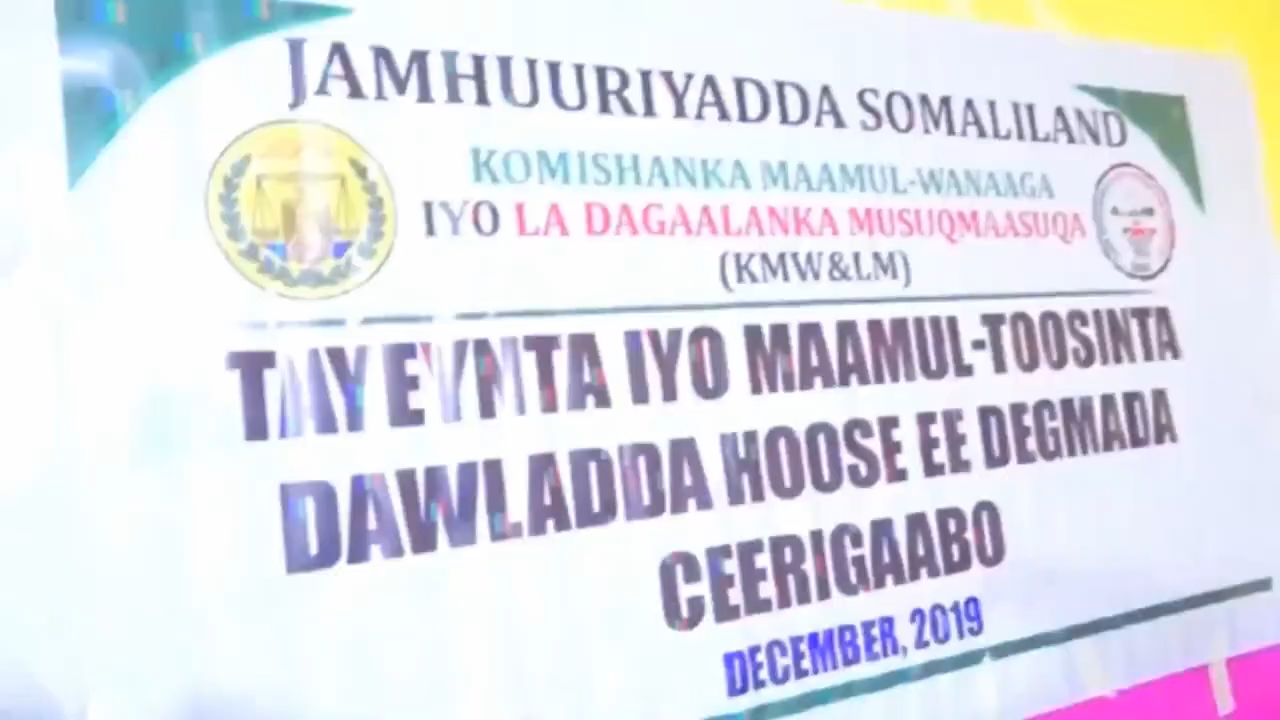 JAMHUURIYADDA SOMALILAND
KOMISHANKA MAAMUL-WANAAGA
IYO LA DAGAALANKA MUSUQMAASUQA
(KMW&LM)
TAYEYNTA IYO MAAMUL-TOOSINTA
DAWLADDA HOOSE EE DEGMADA
CEERIGAABO
DECEMBER, 2019